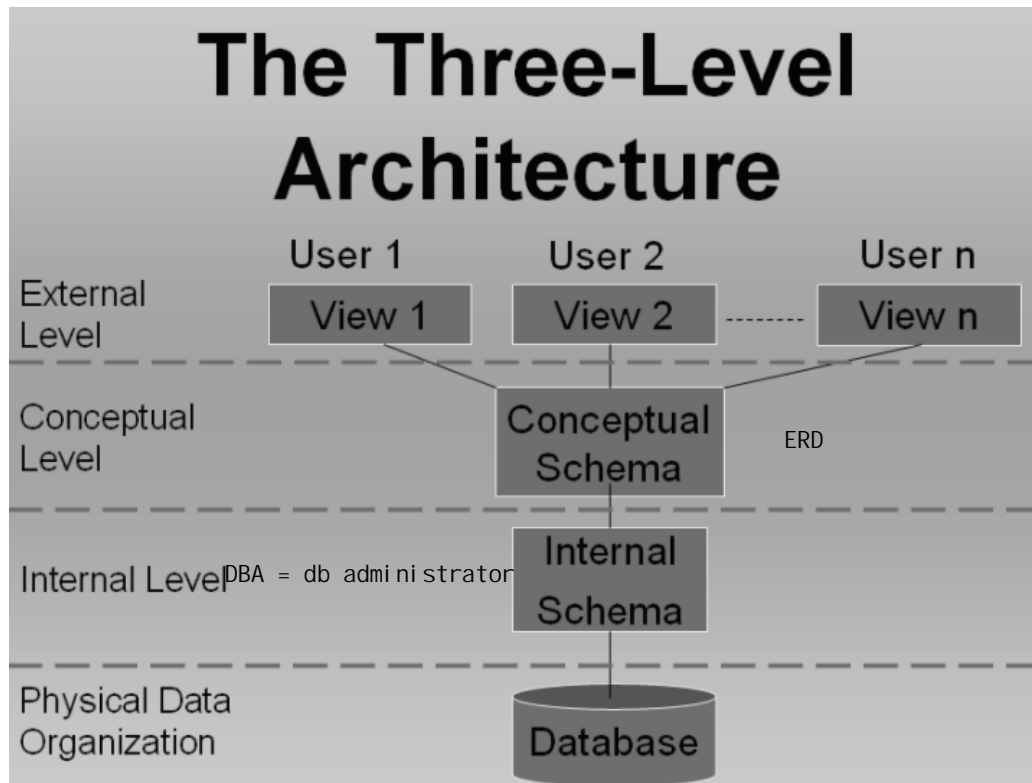 The Three-Level
Architecture
User 1
User 2
User n
External
Level
View 1
View 2
View n
Conceptual
Level
Conceptual
Schema
ERD
Internal Level
DBA = db administrator
Internal
Schema
Physical Data
Organization
Database